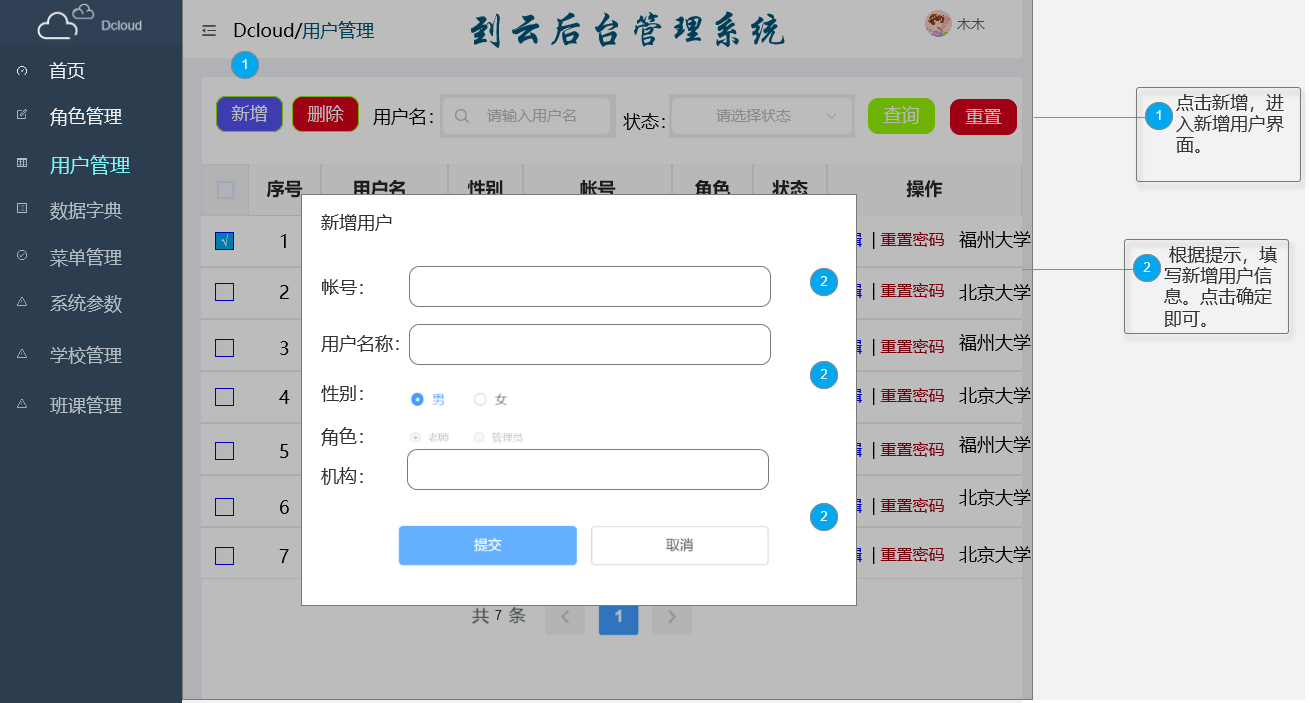 Dcloud
首页
角色管理
用户管理
数据字典
菜单管理
系统参数
学校管理
班课管理
Dcloud/用户管理
到云后台管理系统
木木
1
新增 删除 用户名: 请输入用户名 状态: 请选择状态 查询 重置
序号 用户名 性别 帐号 角色 状态 操作
√ 1 | 重置密码 福州大学
2 | 重置密码 北京大学
3 | 重置密码 福州大学
4 | 重置密码 北京大学
5 | 重置密码 福州大学
6 | 重置密码 北京大学
7 | 重置密码 北京大学
新增用户
帐号: 2
用户名称:
2
性别: 男 女
角色: 老师 管理员
机构:
2
提交 取消
共 7 条 < 1 >
1 点击新增，进
入新增用户界
面。
2 根据提示，填
写新增用户信
息。点击确定
即可。